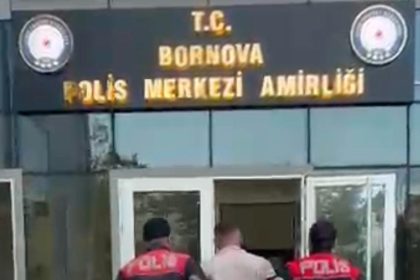 T.C.
BORNOVA
POLİS MERKEZİ AMİRLİĞİ
POLİS
POLİS